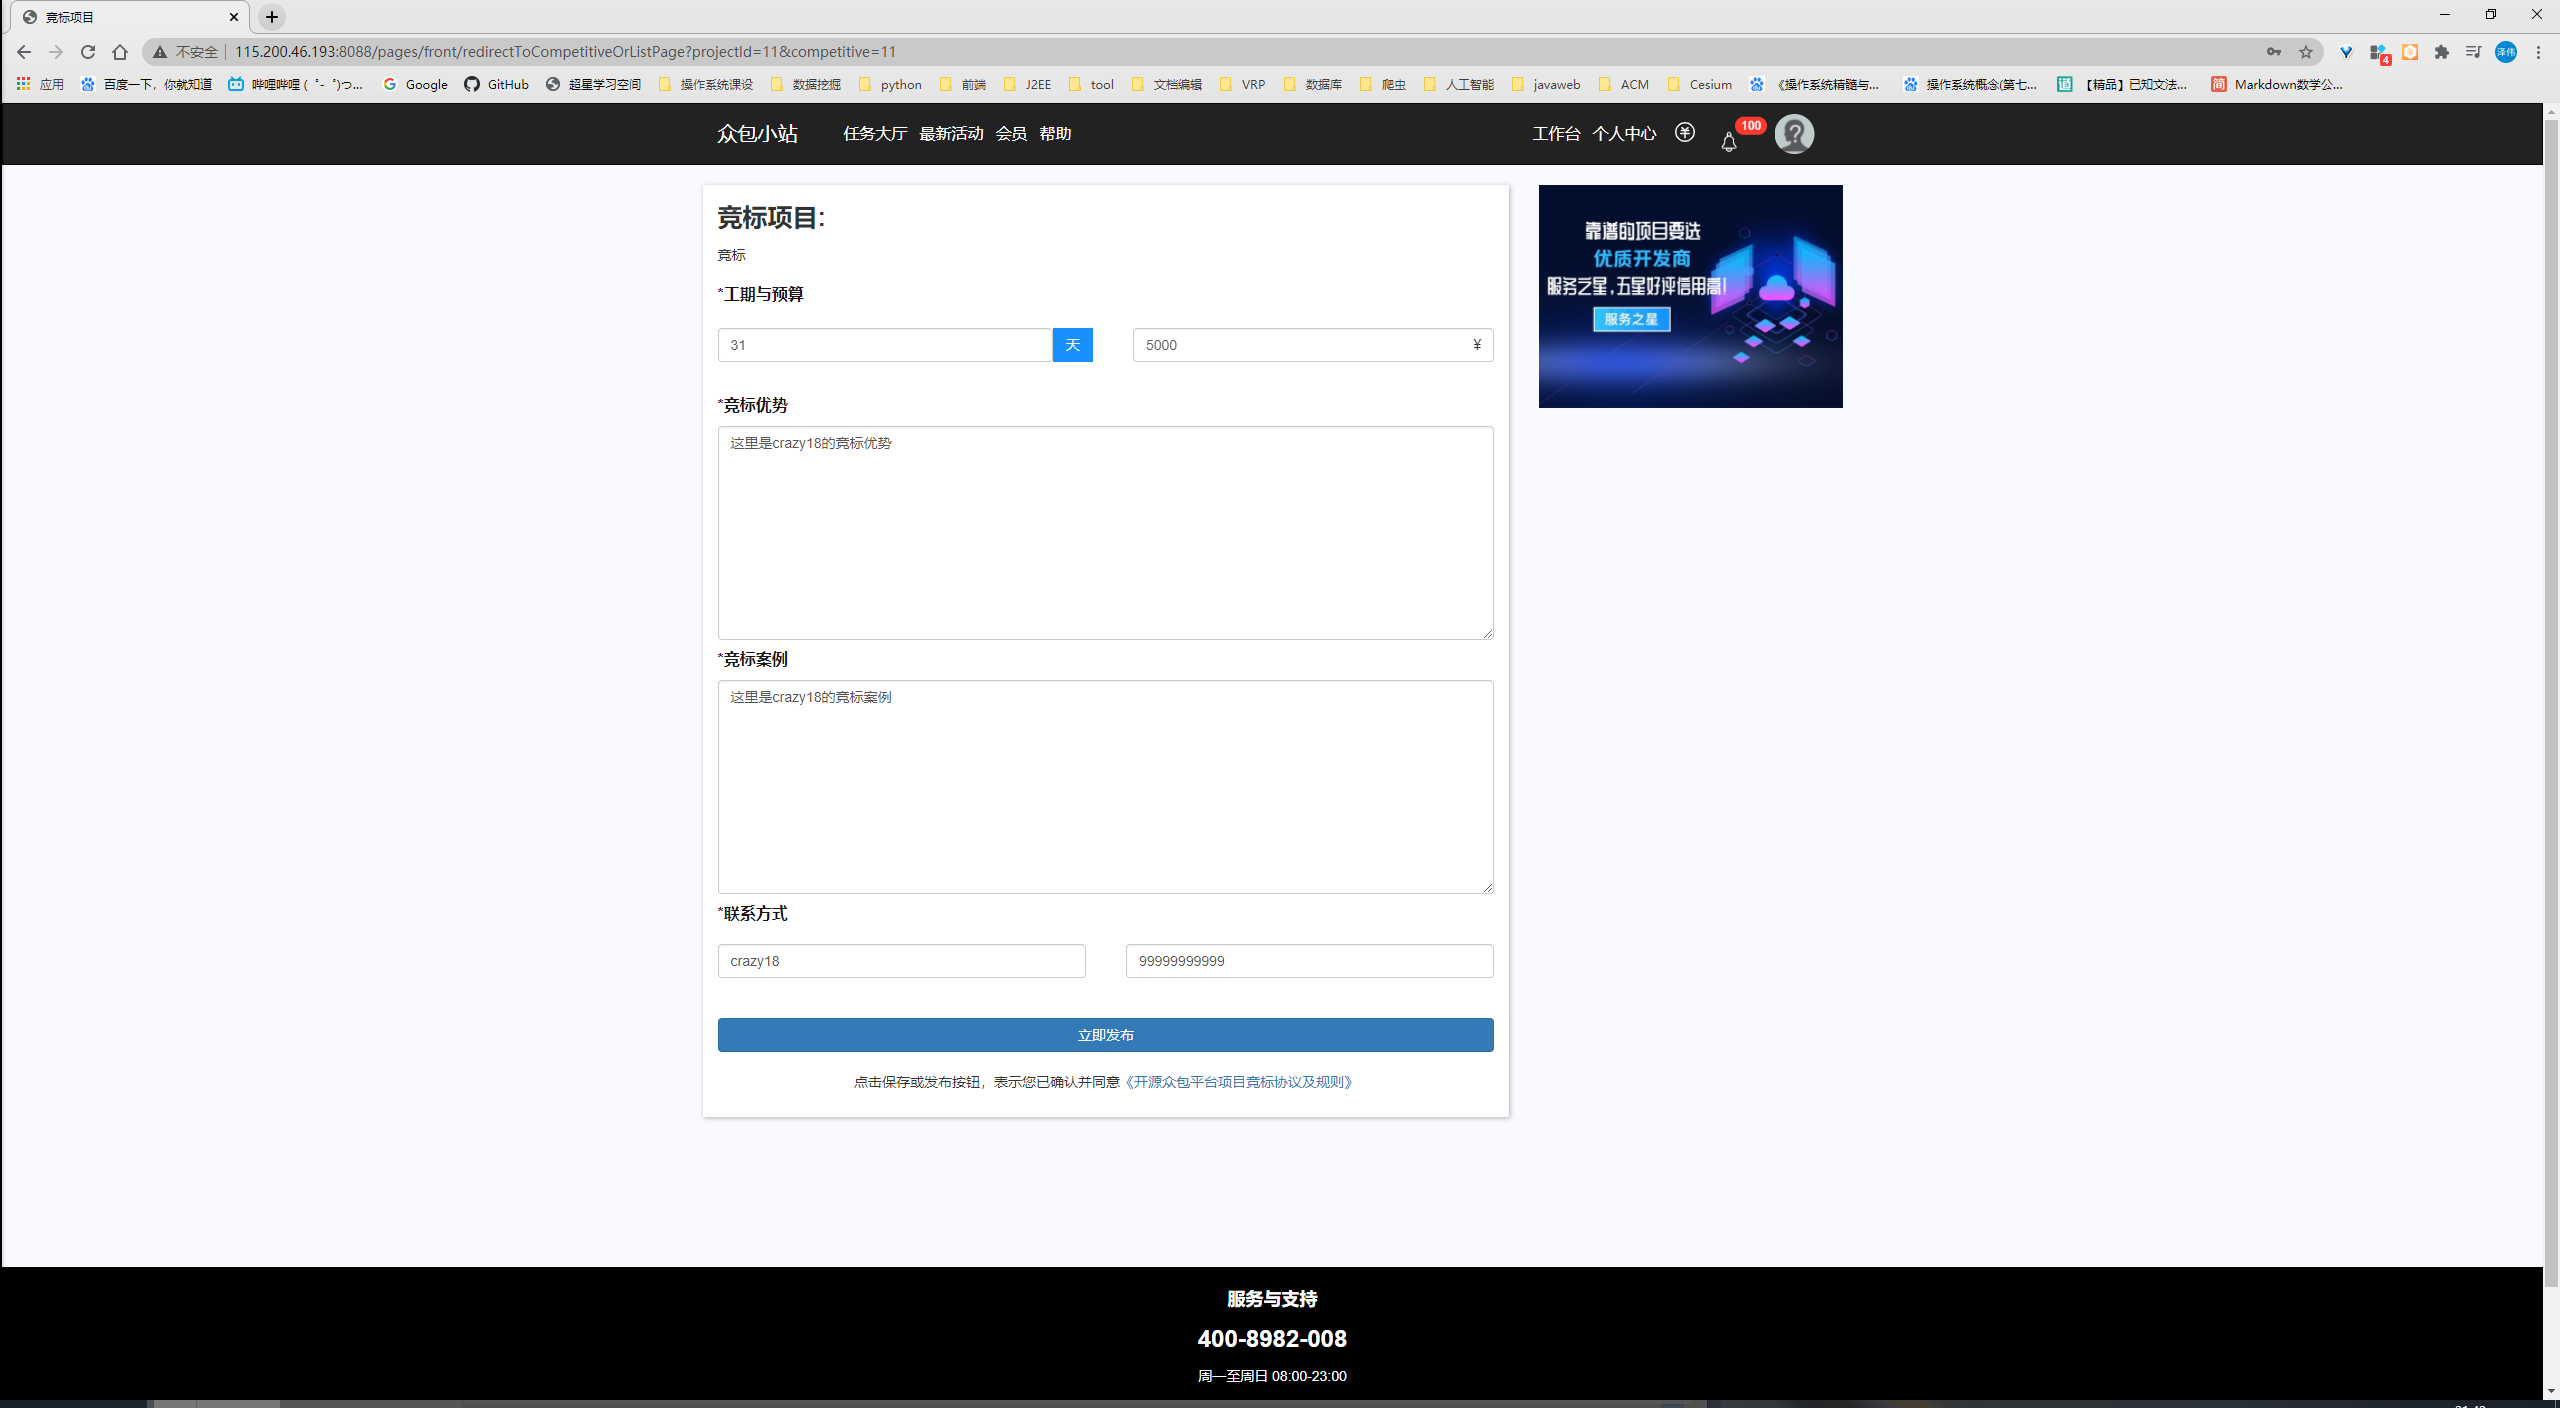 竞标项目
不安全 | 115.200.46.193:8088/pages/front/redirectToCompetitiveOrListPage?projectId=11&competitive=11
泽伟
应用 百度一下，你就知道 哔哩哔哩 ( ゜- ゜)つ... Google GitHub 超星学习空间 操作系统课设 数据挖掘 python 前端 J2EE tool 文档编辑 VRP 数据库 爬虫 人工智能 javaweb ACM Cesium 《操作系统精髓与... 操作系统概念(第七... 【精品】已知文法... Markdown数学公...
4
众包小站 任务大厅 最新活动 会员 帮助 工作台 个人中心 100
竞标项目:
竞标
*工期与预算
31 天 5000 ¥
*竞标优势
这里是crazy18的竞标优势
*竞标案例
这里是crazy18的竞标案例
*联系方式
crazy18 99999999999
立即发布
点击保存或发布按钮，表示您已确认并同意《开源众包平台项目竞标协议及规则》
靠谱的项目要选
优质开发商
服务之星,五星好评信用高!
服务之星
服务与支持
400-8982-008
周一至周日 08:00-23:00